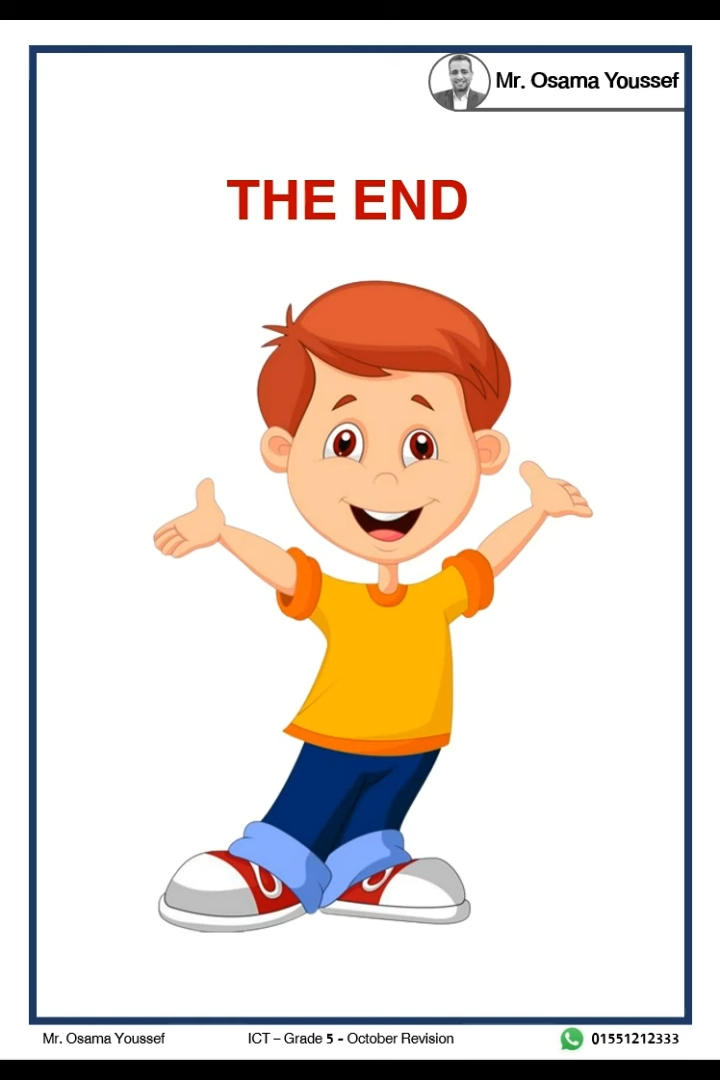 Mr. Osama Youssef
THE END
Mr. Osama Youssef ICT – Grade 5 - October Revision 01551212333